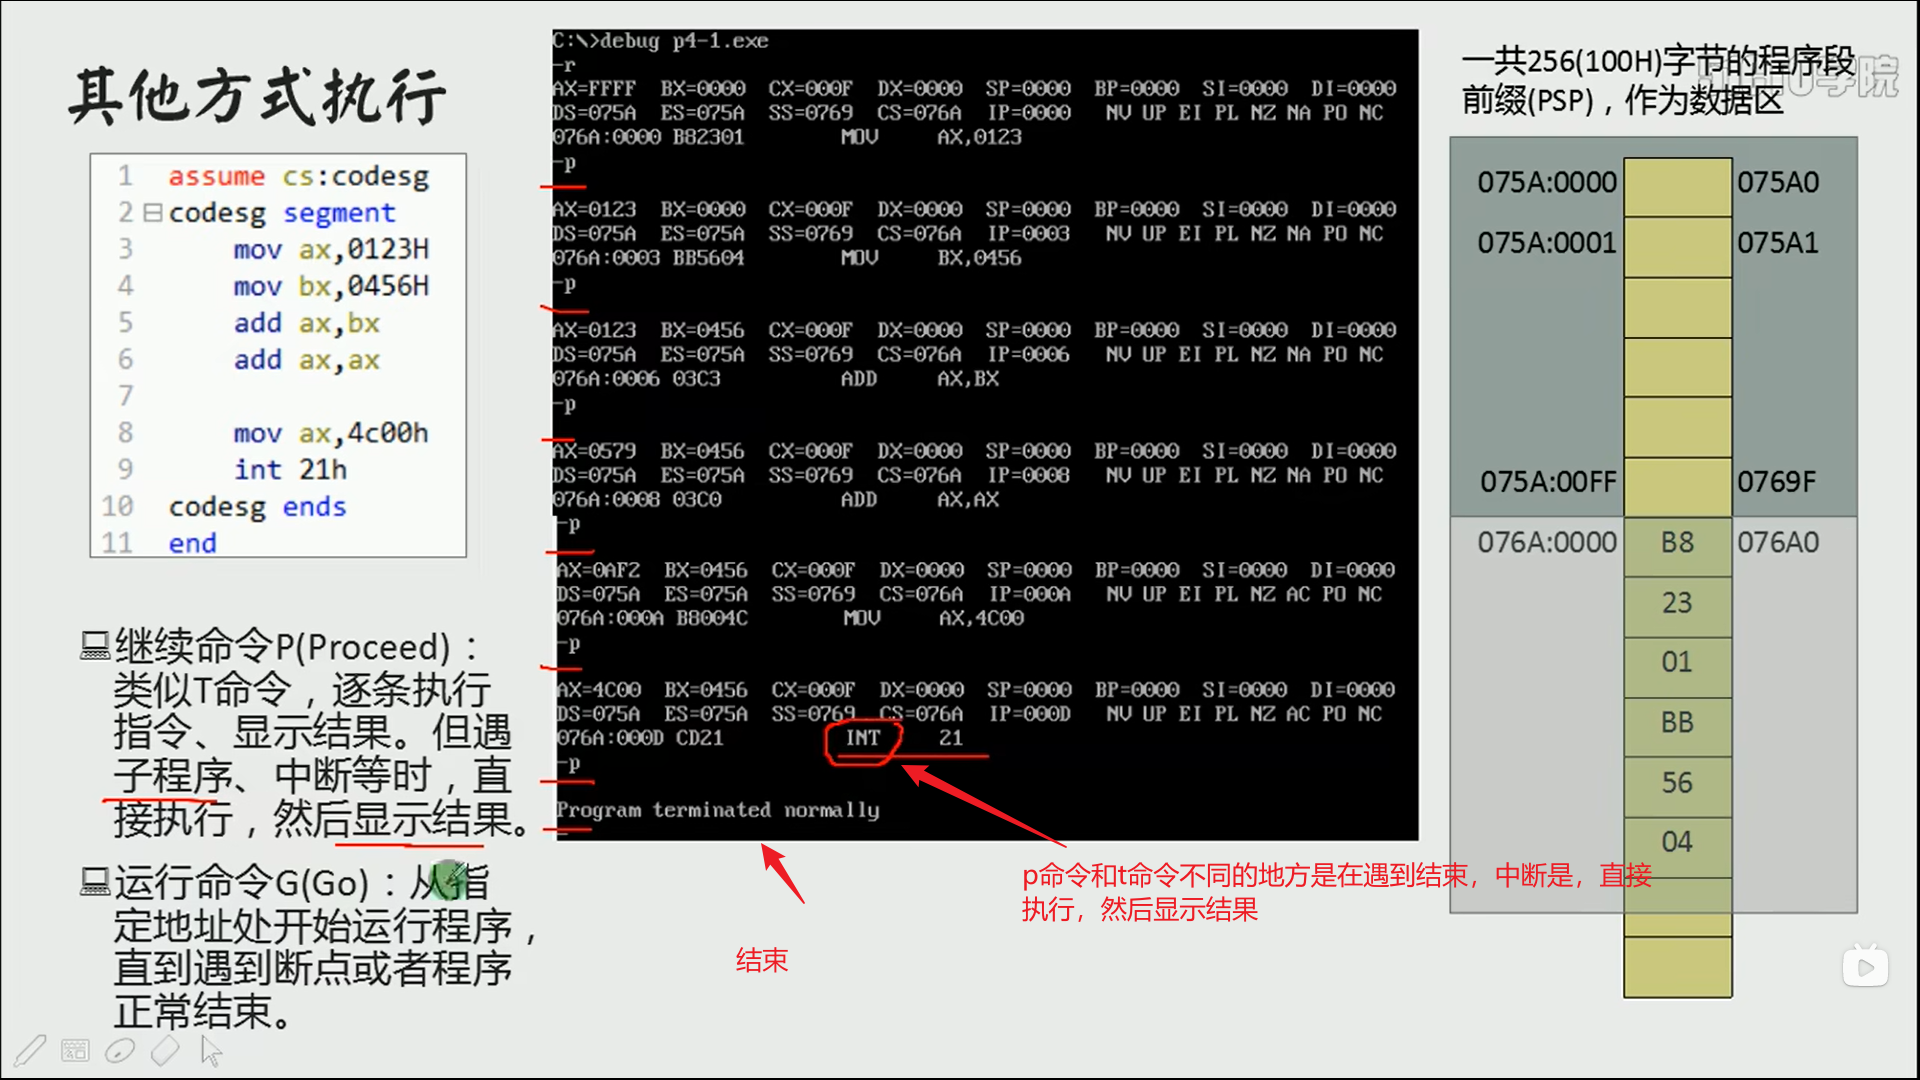 其他方式执行
1 assume cs:codesg
2 codesg segment
3 mov ax,0123H
4 mov bx,0456H
5 add ax,bx
6 add ax,ax
7
8 mov ax,4c00h
9 int 21h
10 codesg ends
11 end
继续命令P(Proceed)：
类似T命令，逐条执行
指令、显示结果。但遇
子程序、中断等时，直
接执行，然后显示结果。
运行命令G(Go)：从指
定地址处开始运行程序，
直到遇到断点或者程序
正常结束。
C:\>debug p4-1.exe
-r
AX=FFFF BX=0000 CX=000F DX=0000 SP=0000 BP=0000 SI=0000 DI=0000
DS=075A ES=075A SS=0769 CS=076A IP=0000 NV UP EI PL NZ NA PO NC
076A:0000 B82301 MOV AX,0123
-p
AX=0123 BX=0000 CX=000F DX=0000 SP=0000 BP=0000 SI=0000 DI=0000
DS=075A ES=075A SS=0769 CS=076A IP=0003 NV UP EI PL NZ NA PO NC
076A:0003 BB5604 MOV BX,0456
-p
AX=0123 BX=0456 CX=000F DX=0000 SP=0000 BP=0000 SI=0000 DI=0000
DS=075A ES=075A SS=0769 CS=076A IP=0006 NV UP EI PL NZ NA PO NC
076A:0006 03C3 ADD AX,BX
-p
AX=0579 BX=0456 CX=000F DX=0000 SP=0000 BP=0000 SI=0000 DI=0000
DS=075A ES=075A SS=0769 CS=076A IP=0008 NV UP EI PL NZ NA PO NC
076A:0008 03C0 ADD AX,AX
-p
AX=0AF2 BX=0456 CX=000F DX=0000 SP=0000 BP=0000 SI=0000 DI=0000
DS=075A ES=075A SS=0769 CS=076A IP=000A NV UP EI PL NZ AC PO NC
076A:000A B8004C MOV AX,4C00
-p
AX=4C00 BX=0456 CX=000F DX=0000 SP=0000 BP=0000 SI=0000 DI=0000
DS=075A ES=075A SS=0769 CS=076A IP=000D NV UP EI PL NZ AC PO NC
076A:000D CD21 INT 21
-p
Program terminated normally
结束
p命令和t命令不同的地方是在遇到结束，中断是，直接
执行，然后显示结果
一共256(100H)字节的程序段
前缀(PSP)，作为数据区
075A:0000 075A0
075A:0001 075A1
075A:00FF 0769F
076A:0000 B8 076A0
23
01
BB
56
04